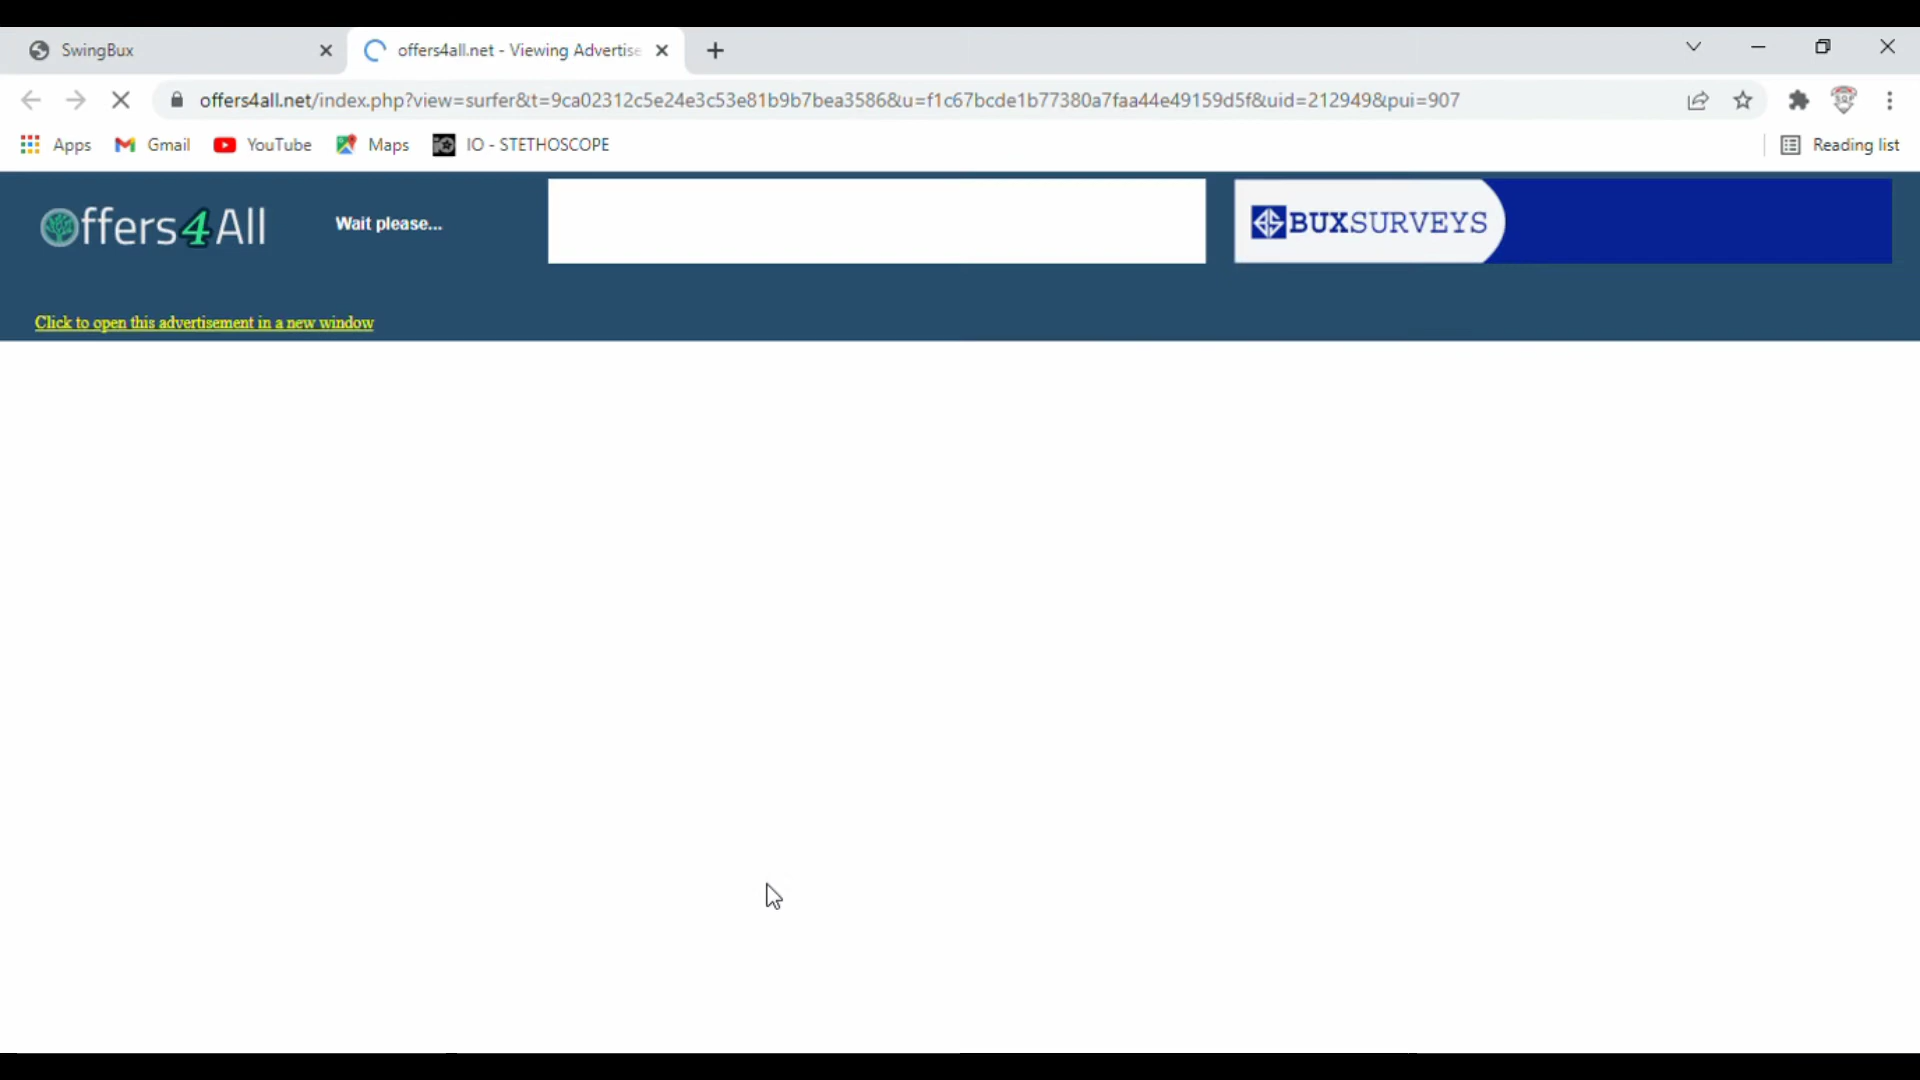 SwingBux
offers4all.net - Viewing Advertise
offers4all.net/index.php?view=surfer&t=9ca02312c5e24e3c53e81b9b7bea3586&u=f1c67bcde1b77380a7faa44e49159d5f&uid=212949&pui=907
Apps Gmail YouTube Maps IO - STETHOSCOPE Reading list
Offers4All Wait please... BUXSURVEYS
Click to open this advertisement in a new window